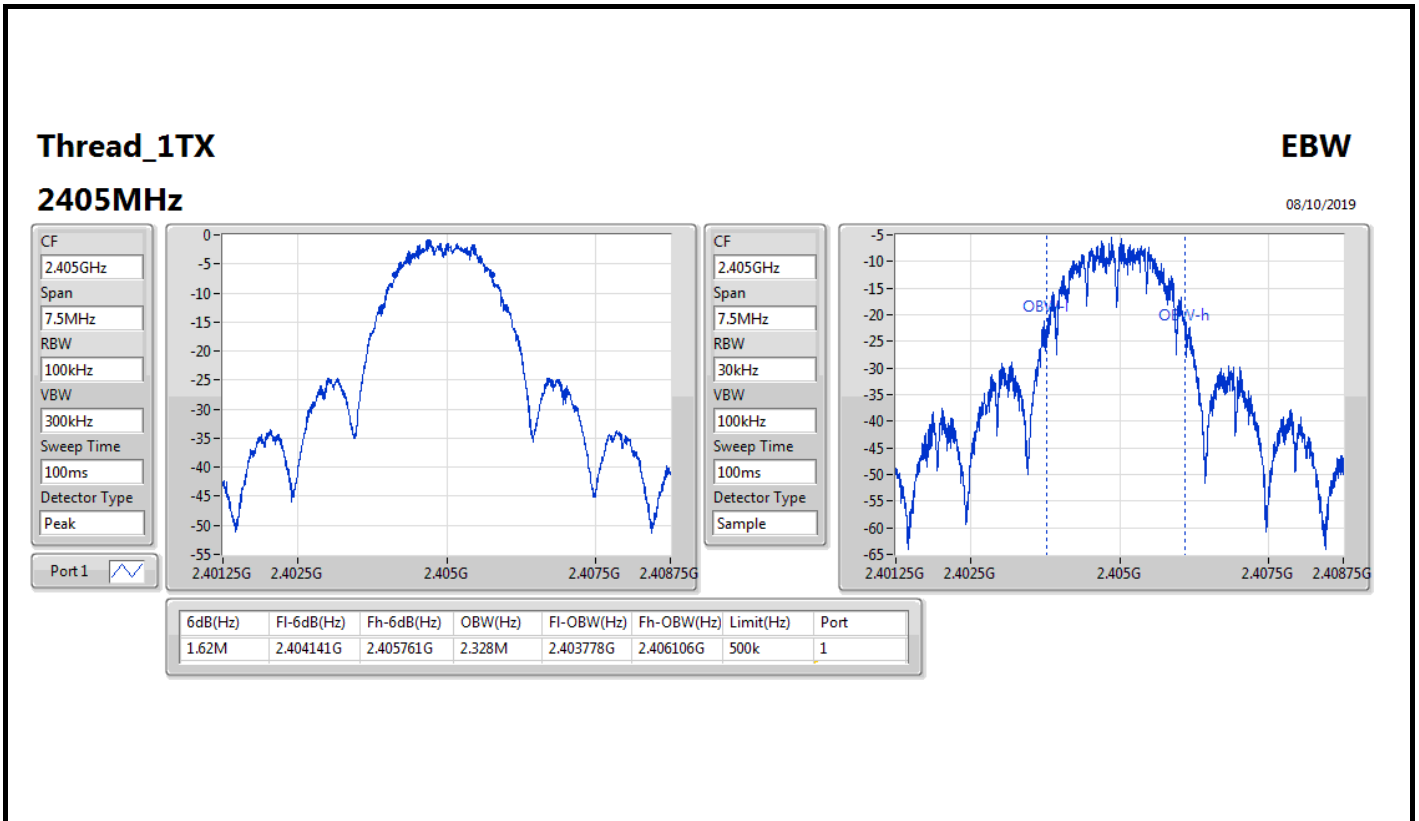 Thread_1TX
EBW
2405MHz
08/10/2019
CF
2.405GHz
Span
7.5MHz
RBW
100kHz
VBW
300kHz
Sweep Time
100ms
Detector Type
Peak
Port 1
0
-5
-10
-15
-20
-25
-30
-35
-40
-45
-50
-55
2.40125G 2.4025G 2.405G 2.4075G 2.40875G
CF
2.405GHz
Span
7.5MHz
RBW
30kHz
VBW
100kHz
Sweep Time
100ms
Detector Type
Sample
-5
-10
-15
-20
-25
-30
-35
-40
-45
-50
-55
-60
-65
OBW-l
OBW-h
2.40125G 2.4025G 2.405G 2.4075G 2.40875G
6dB(Hz) Fl-6dB(Hz) Fh-6dB(Hz) OBW(Hz) Fl-OBW(Hz) Fh-OBW(Hz) Limit(Hz) Port
1.62M 2.404141G 2.405761G 2.328M 2.403778G 2.406106G 500k 1